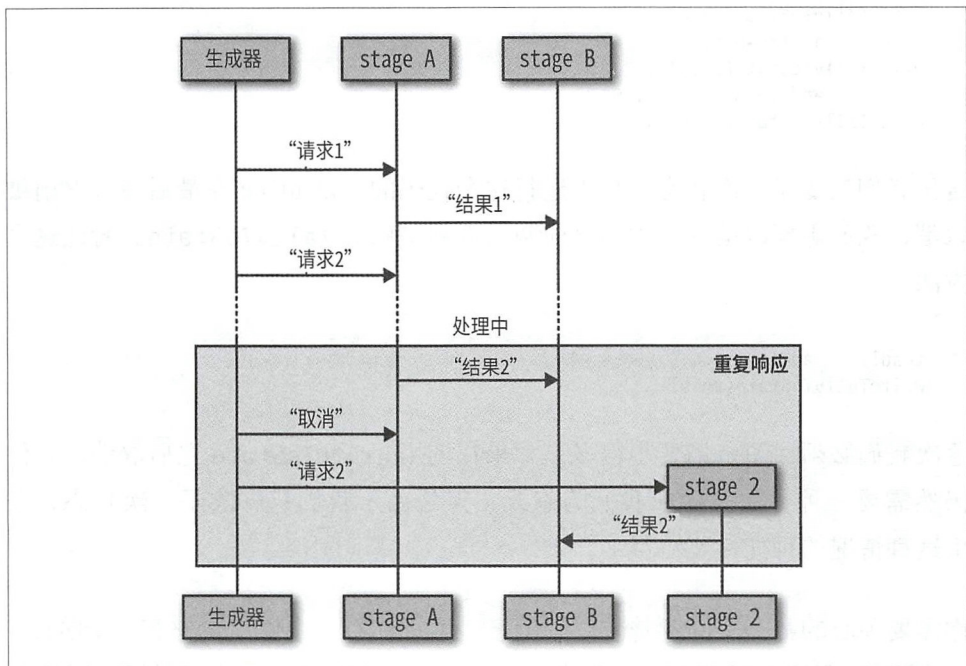 生成器 stage A stage B
“请求1”
“结果1”
“请求2”
处理中
重复响应
“结果2”
“取消”
“请求2”
stage 2
“结果2”
生成器 stage A stage B stage 2